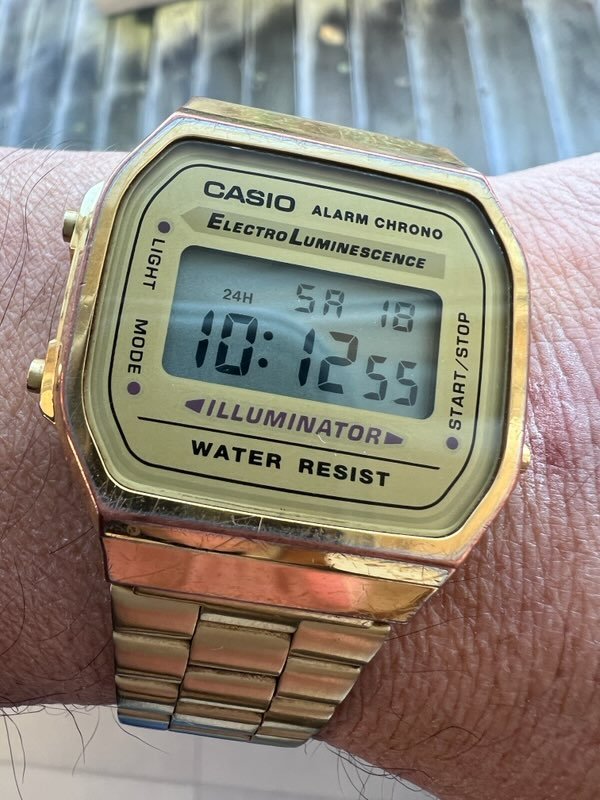 CASIO ALARM CHRONO
ELECTROLUMINESCENCE
LIGHT
24H SA 18
10:12 55
MODE
START/STOP
ILLUMINATOR
WATER RESIST